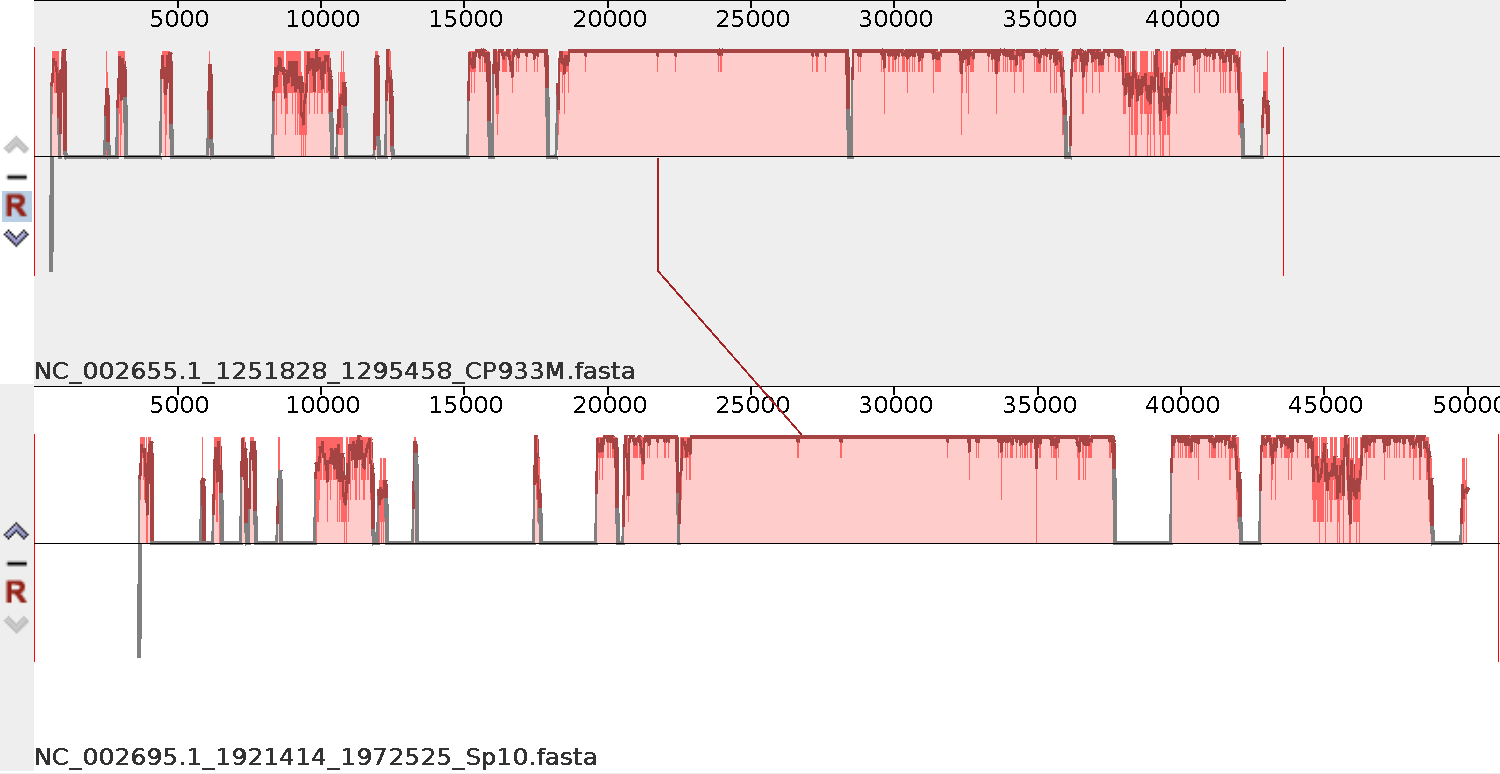 5000 10000 15000 20000 25000 30000 35000 40000
R
NC_002655.1_1251828_1295458_CP933M.fasta
5000 10000 15000 20000 25000 30000 35000 40000 45000 50000
R
NC_002695.1_1921414_1972525_Sp10.fasta